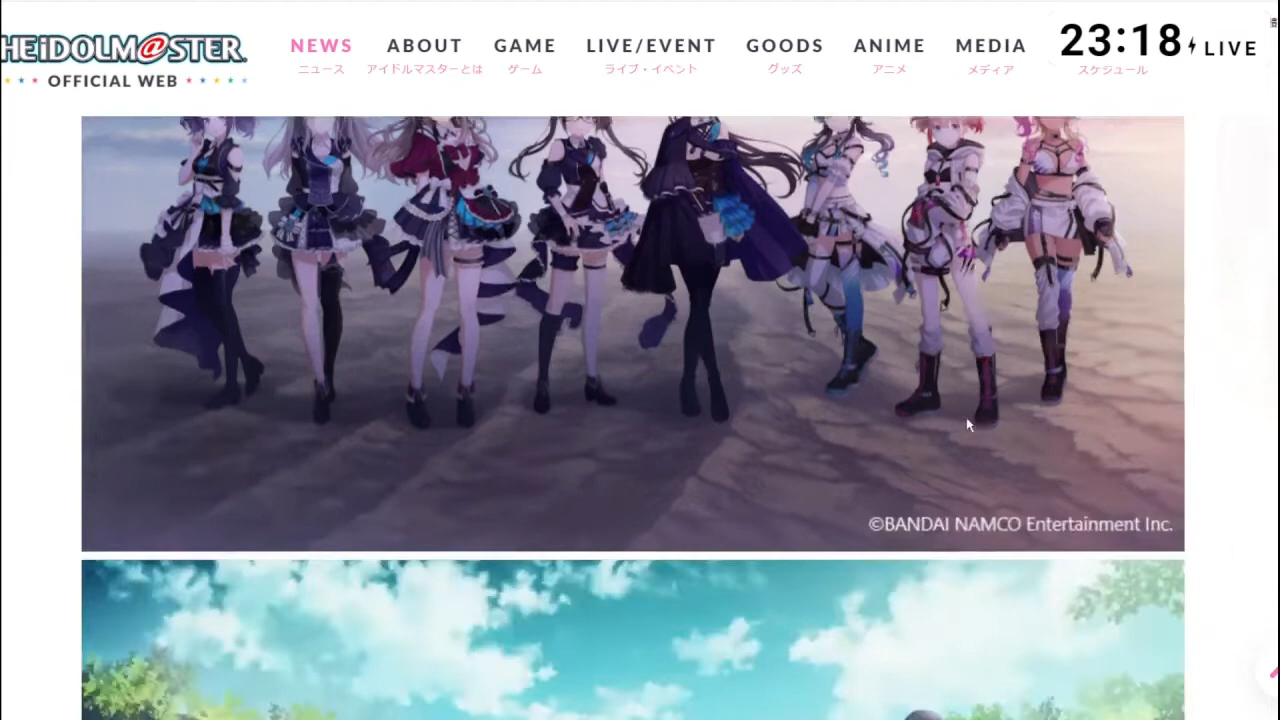 THE iDOLM@STER
OFFICIAL WEB
NEWS
ニュース
ABOUT
アイドルマスターとは
GAME
ゲーム
LIVE/EVENT
ライブ・イベント
GOODS
グッズ
ANIME
アニメ
MEDIA
メディア
23:18 LIVE
スケジュール
©BANDAI NAMCO Entertainment Inc.